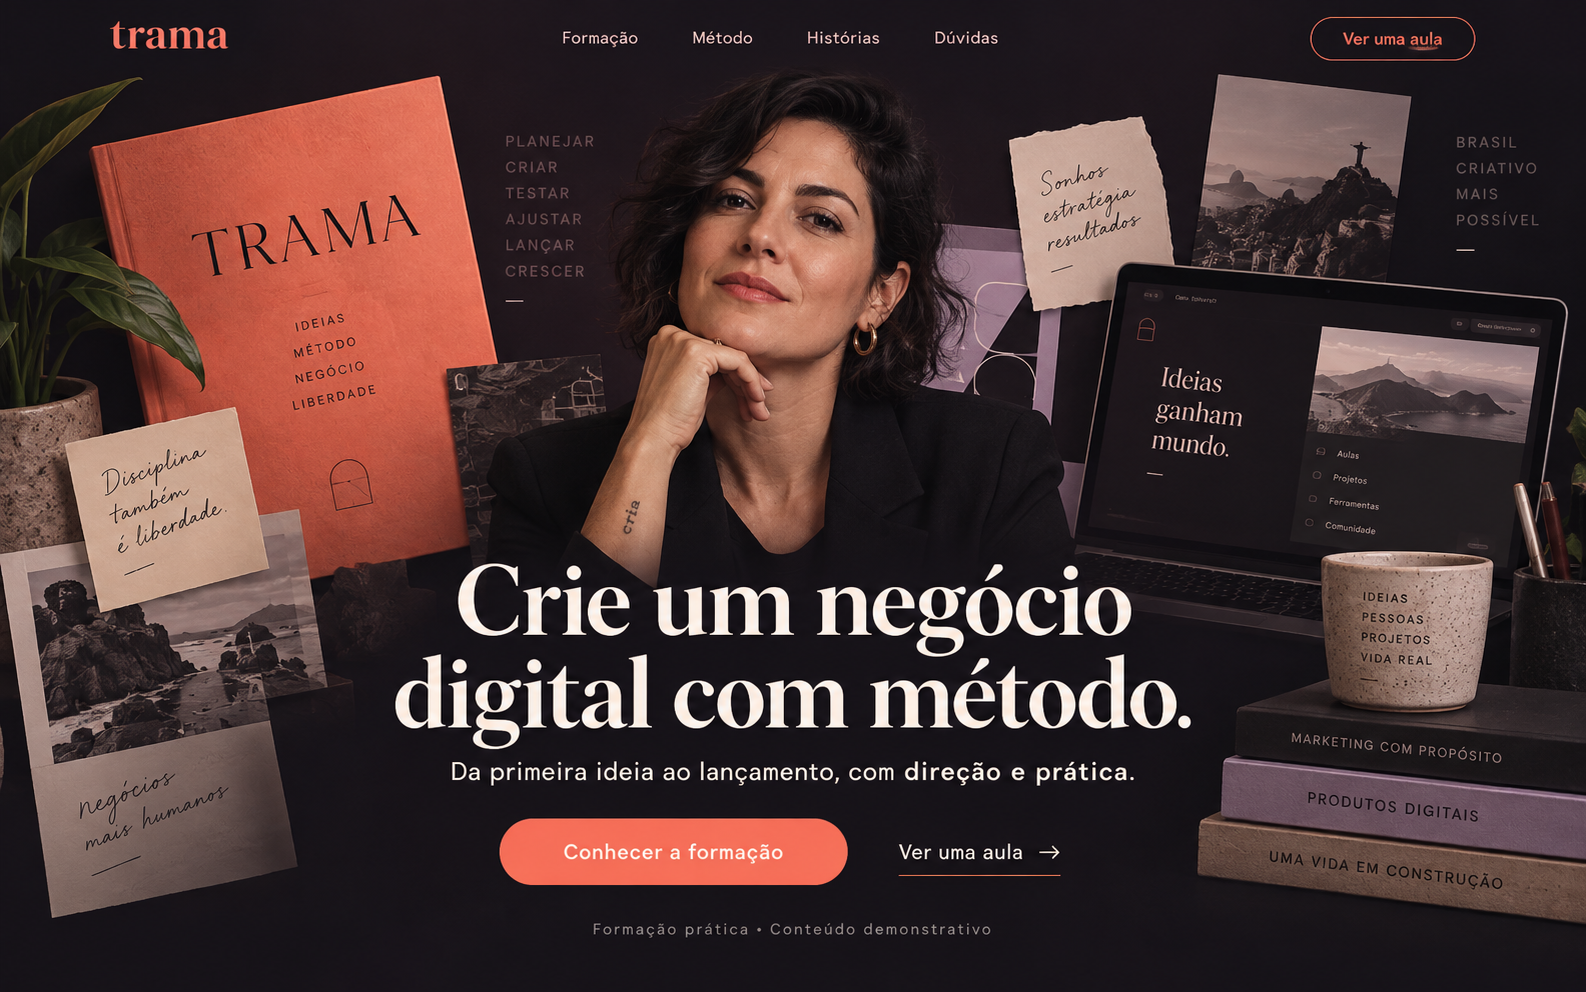 trama
Formação
Método
Histórias
Dúvidas
Ver uma aula
TRAMA
IDEIAS
MÉTODO
NEGÓCIO
LIBERDADE
PLANEJAR
CRIAR
TESTAR
AJUSTAR
LANÇAR
CRESCER
Sonhos
estratégia
resultados
BRASIL
CRIATIVO
MAIS
POSSÍVEL
Ideias
ganham
mundo.
Aulas
Projetos
Ferramentas
Comunidade
Disciplina
também
é liberdade.
cria
negócios
mais humanos
IDEIAS
PESSOAS
PROJETOS
VIDA REAL
MARKETING COM PROPÓSITO
PRODUTOS DIGITAIS
UMA VIDA EM CONSTRUÇÃO
Crie um negócio
digital com método.
Da primeira ideia ao lançamento, com direção e prática.
Conhecer a formação
Ver uma aula →
Formação prática • Conteúdo demonstrativo